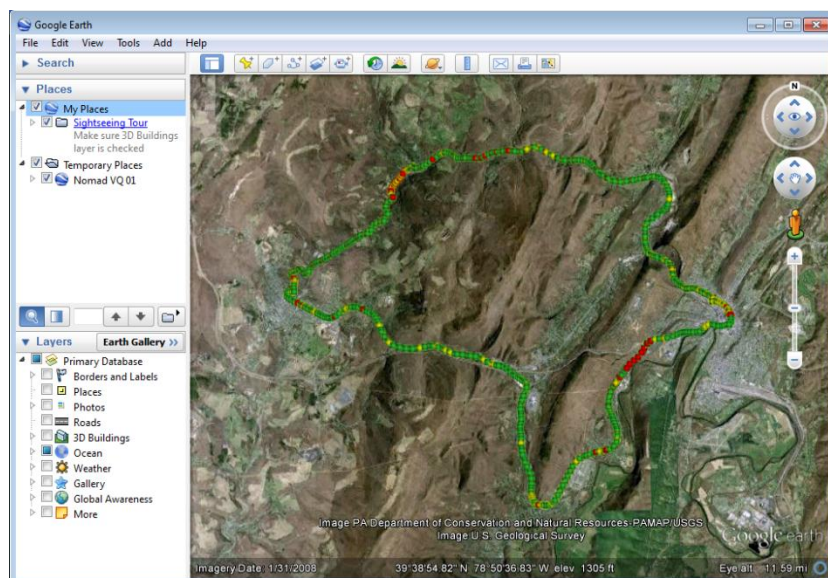 Google Earth
File Edit View Tools Add Help
Search
Places
My Places
Sightseeing Tour
Make sure 3D Buildings
layer is checked
Temporary Places
Nomad VQ 01
Layers
Earth Gallery >>
Primary Database
Borders and Labels
Places
Photos
Roads
3D Buildings
Ocean
Weather
Gallery
Global Awareness
More
N
Image PA Department of Conservation and Natural Resources-PAMAP/USGS
Image U.S. Geological Survey
Google earth
Imagery Date: 1/31/2008 39°38'54.82" N 78°50'36.83" W elev 1305 ft Eye alt 11.59 mi